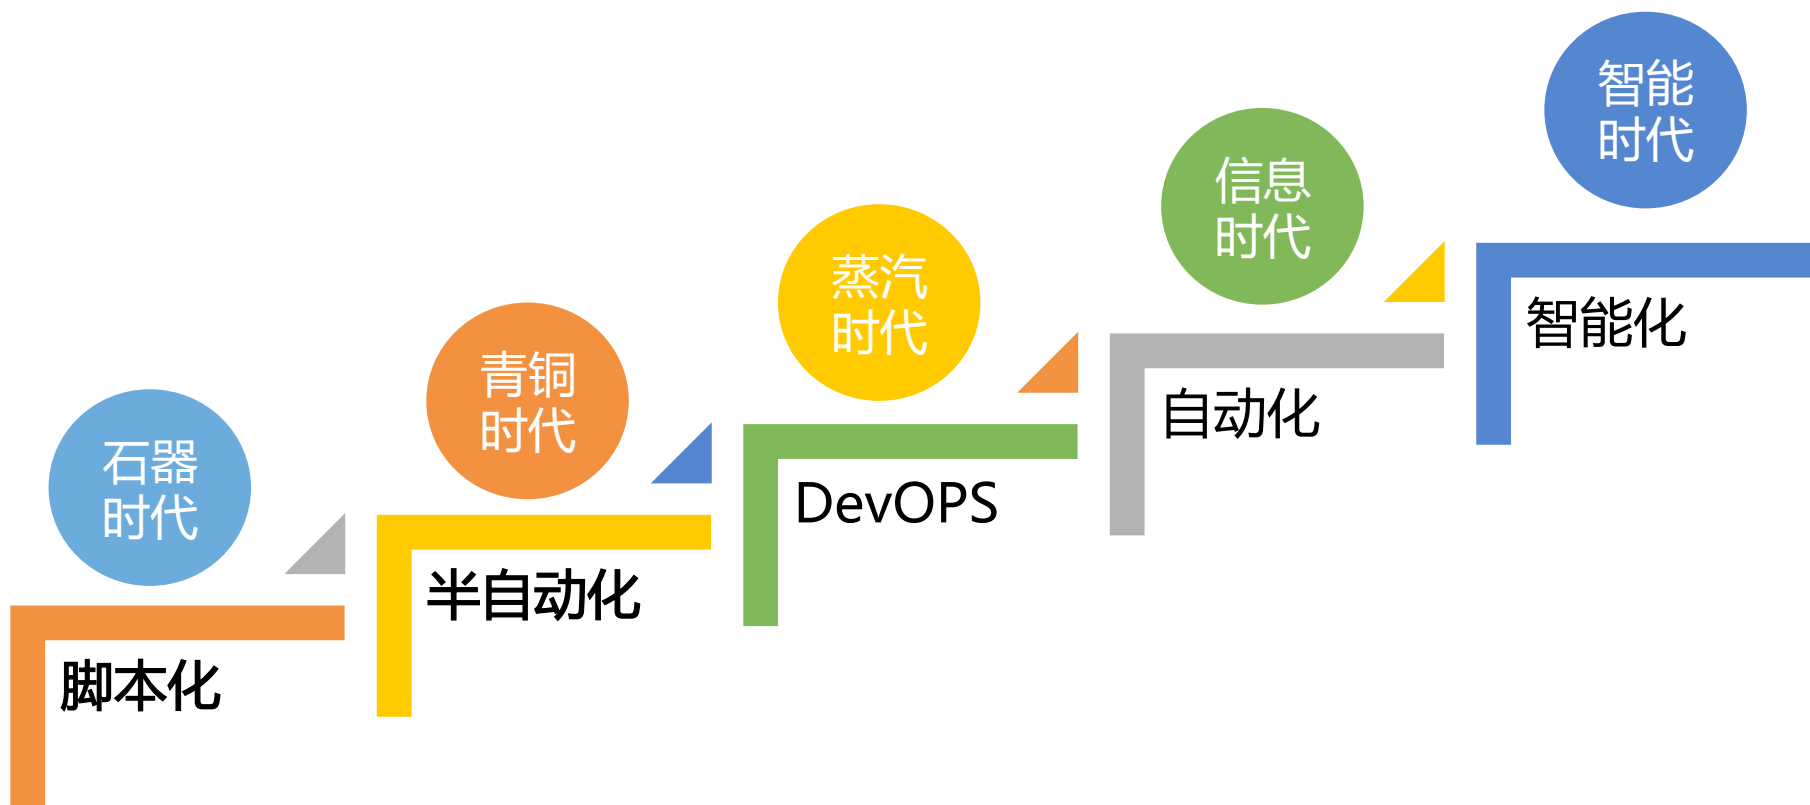 石器
时代
脚本化
青铜
时代
半自动化
蒸汽
时代
DevOPS
信息
时代
自动化
智能
时代
智能化